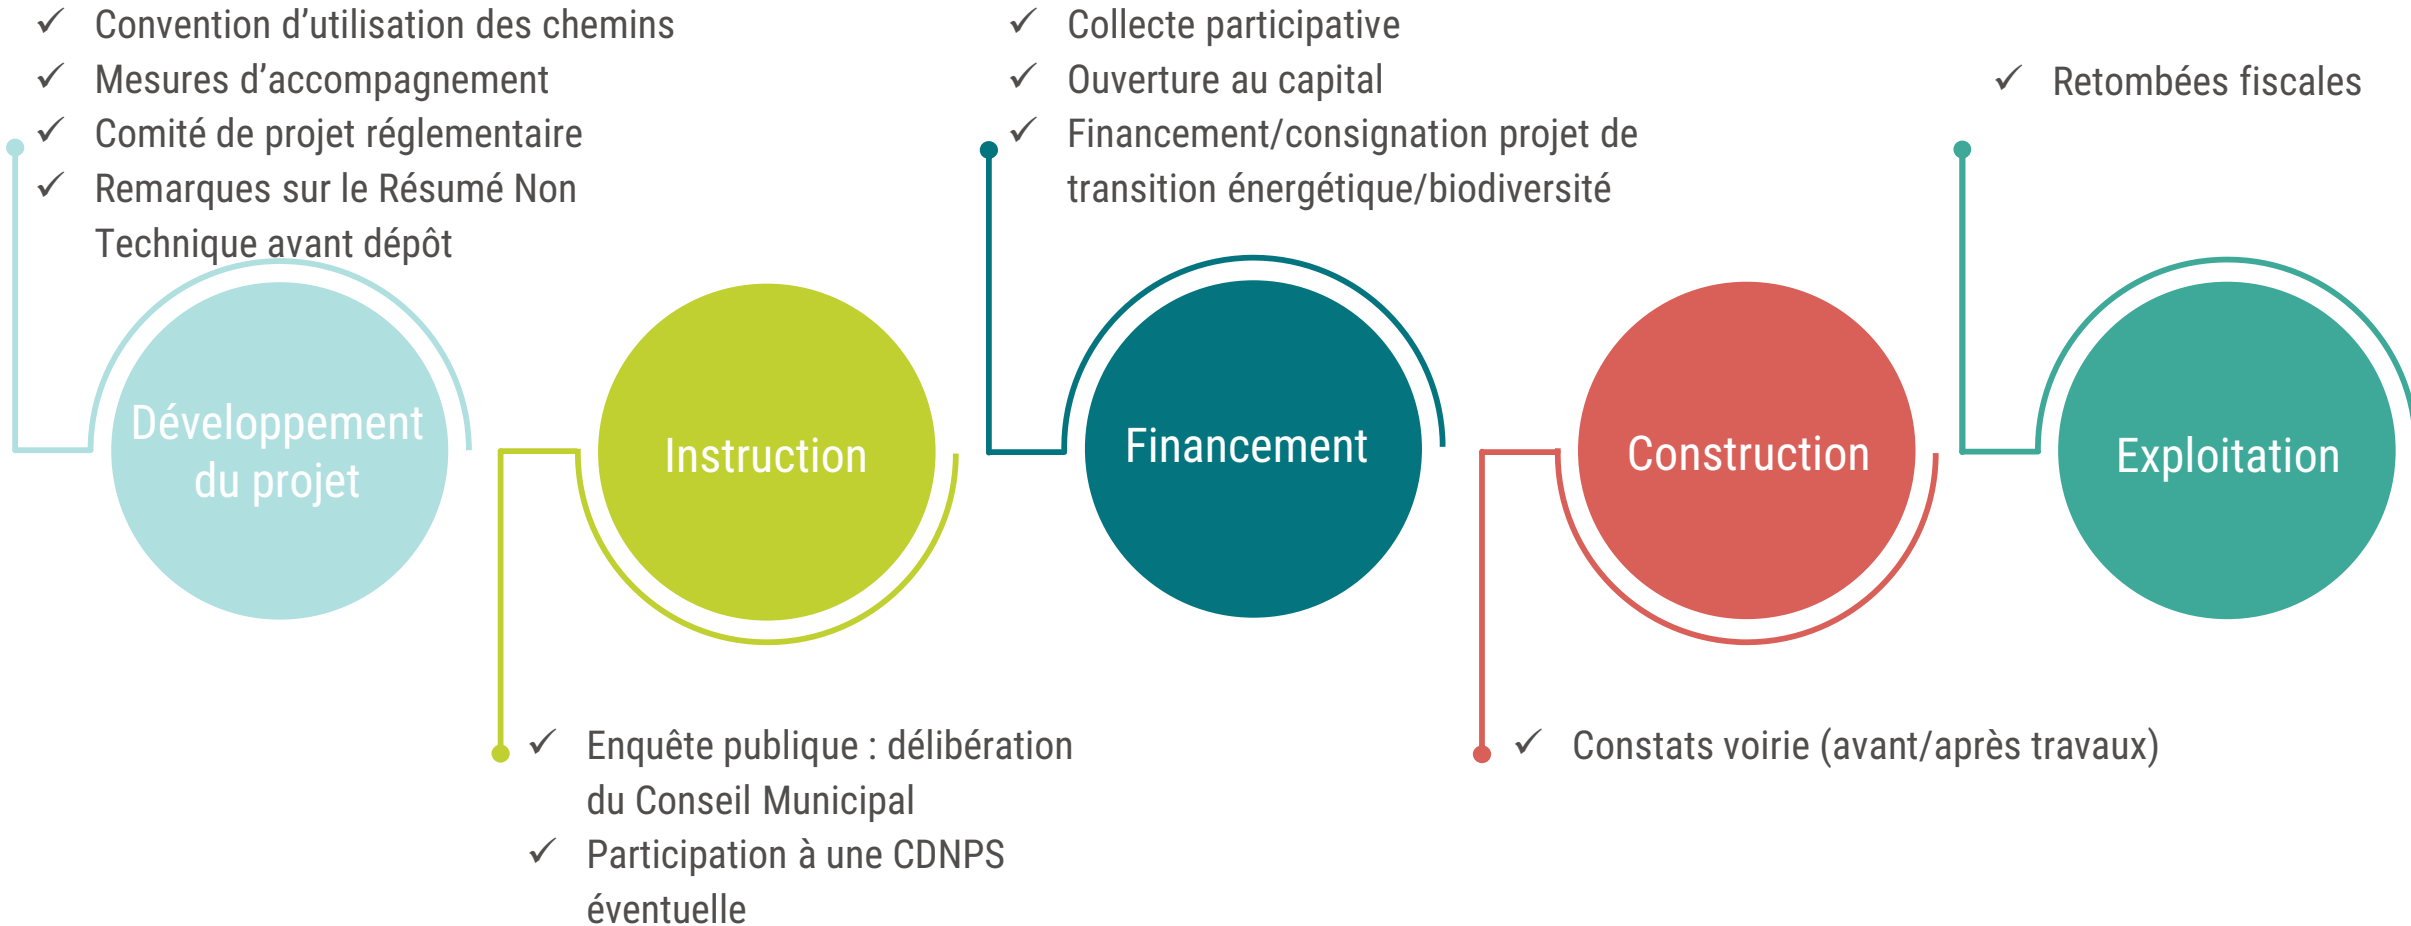 ✓ Convention d’utilisation des chemins
✓ Mesures d’accompagnement
✓ Comité de projet réglementaire
✓ Remarques sur le Résumé Non
Technique avant dépôt
Développement
du projet
✓ Enquête publique : délibération
du Conseil Municipal
✓ Participation à une CDNPS
éventuelle
Instruction
✓ Collecte participative
✓ Ouverture au capital
✓ Financement/consignation projet de
transition énergétique/biodiversité
Financement
✓ Constats voirie (avant/après travaux)
Construction
✓ Retombées fiscales
Exploitation